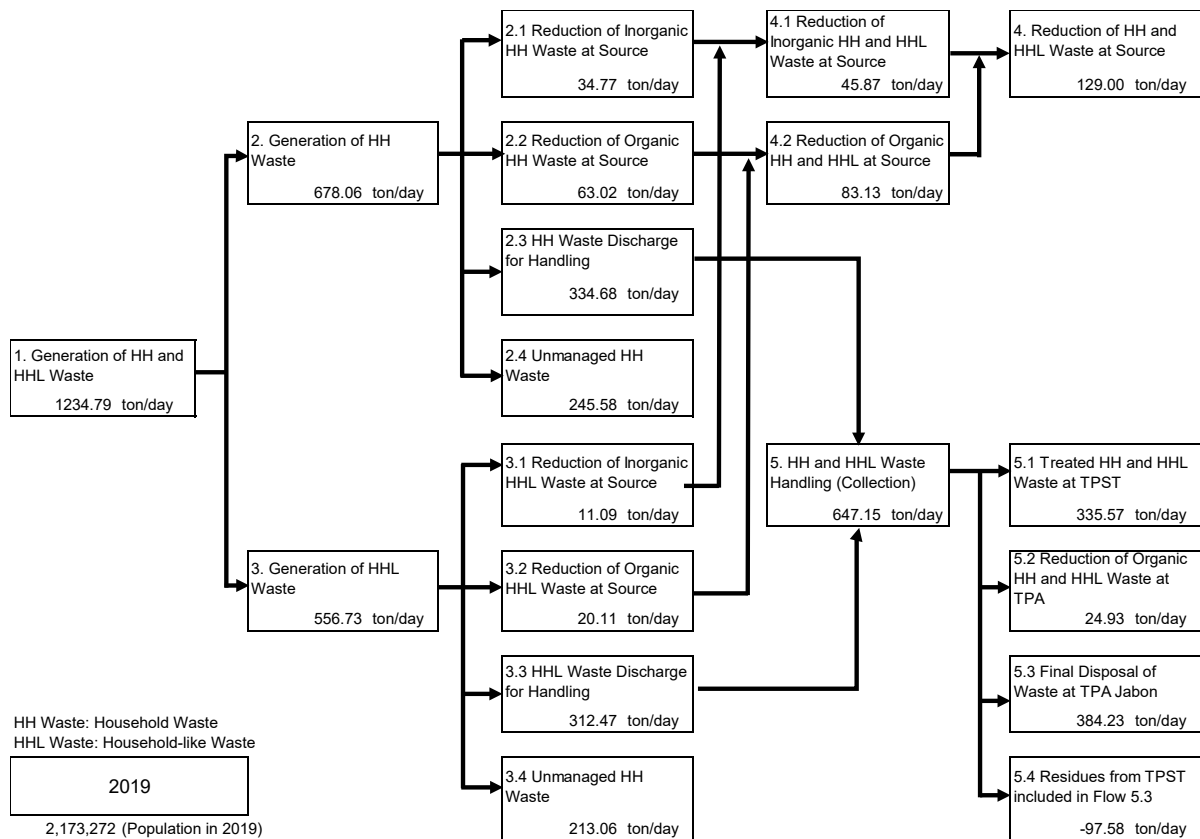 1. Generation of HH and
HHL Waste
1234.79 ton/day
2. Generation of HH
Waste
678.06 ton/day
3. Generation of HHL
Waste
556.73 ton/day
2.1 Reduction of Inorganic
HH Waste at Source
34.77 ton/day
2.2 Reduction of Organic
HH Waste at Source
63.02 ton/day
2.3 HH Waste Discharge
for Handling
334.68 ton/day
2.4 Unmanaged HH
Waste
245.58 ton/day
3.1 Reduction of Inorganic
HHL Waste at Source
11.09 ton/day
3.2 Reduction of Organic
HHL Waste at Source
20.11 ton/day
3.3 HHL Waste Discharge
for Handling
312.47 ton/day
3.4 Unmanaged HH
Waste
213.06 ton/day
4.1 Reduction of
Inorganic HH and HHL
Waste at Source
45.87 ton/day
4.2 Reduction of Organic
HH and HHL at Source
83.13 ton/day
4. Reduction of HH and
HHL Waste at Source
129.00 ton/day
5. HH and HHL Waste
Handling (Collection)
647.15 ton/day
5.1 Treated HH and HHL
Waste at TPST
335.57 ton/day
5.2 Reduction of Organic
HH and HHL Waste at
TPA
24.93 ton/day
5.3 Final Disposal of
Waste at TPA Jabon
384.23 ton/day
5.4 Residues from TPST
included in Flow 5.3
-97.58 ton/day
HH Waste: Household Waste
HHL Waste: Household-like Waste
2019
2,173,272 (Population in 2019)